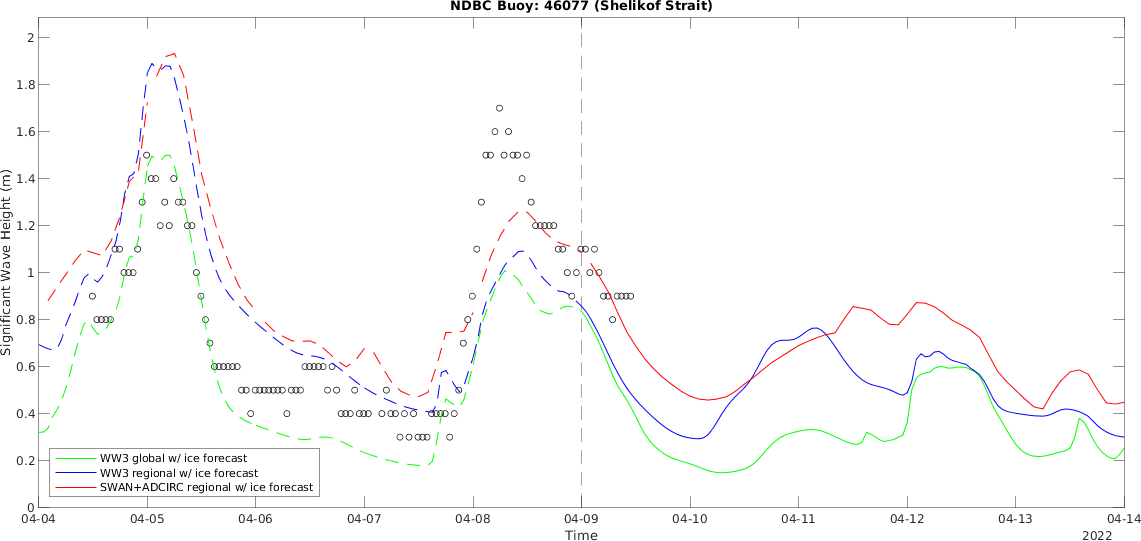 NDBC Buoy: 46077 (Shelikof Strait)
Significant Wave Height (m)
2
1.8
1.6
1.4
1.2
1
0.8
0.6
0.4
0.2
0
WW3 global w/ ice forecast
WW3 regional w/ ice forecast
SWAN+ADCIRC regional w/ ice forecast
04-04 04-05 04-06 04-07 04-08 04-09 04-10 04-11 04-12 04-13 04-14
Time
2022